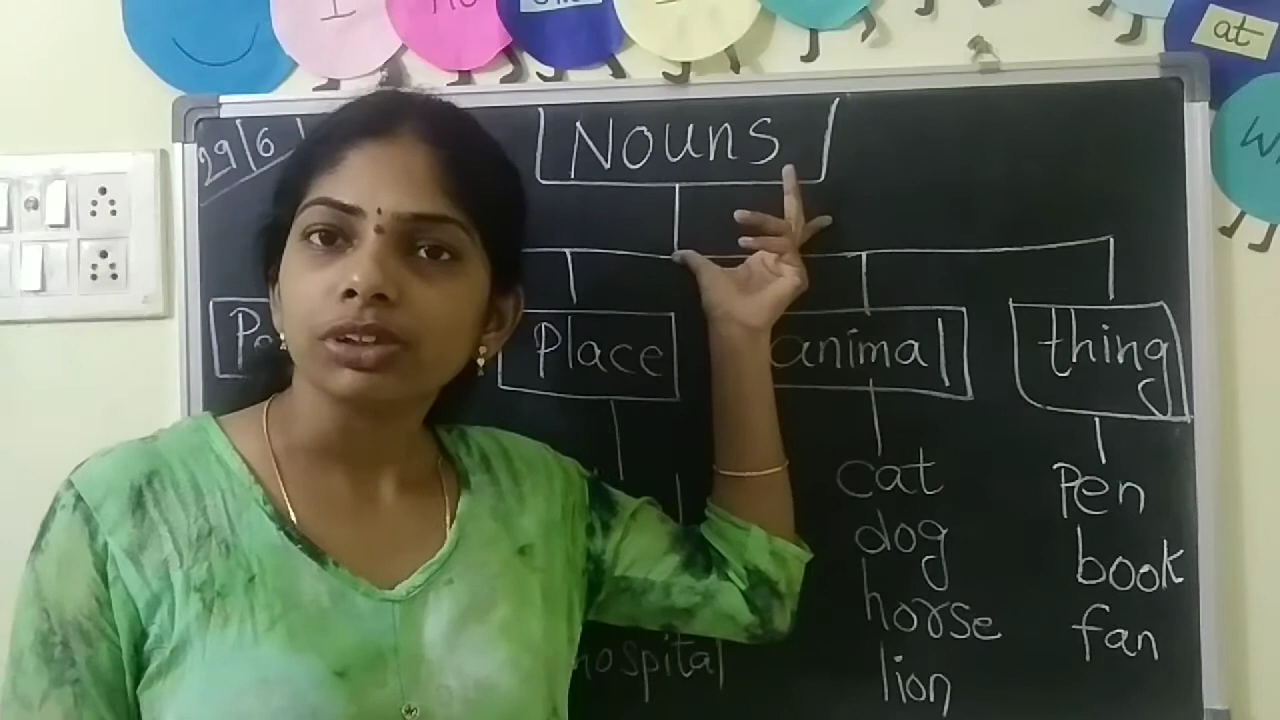 I
at
29/6/
Nouns
Place
animal
thing
cat
dog
horse
lion
Pen
book
fan
hospital